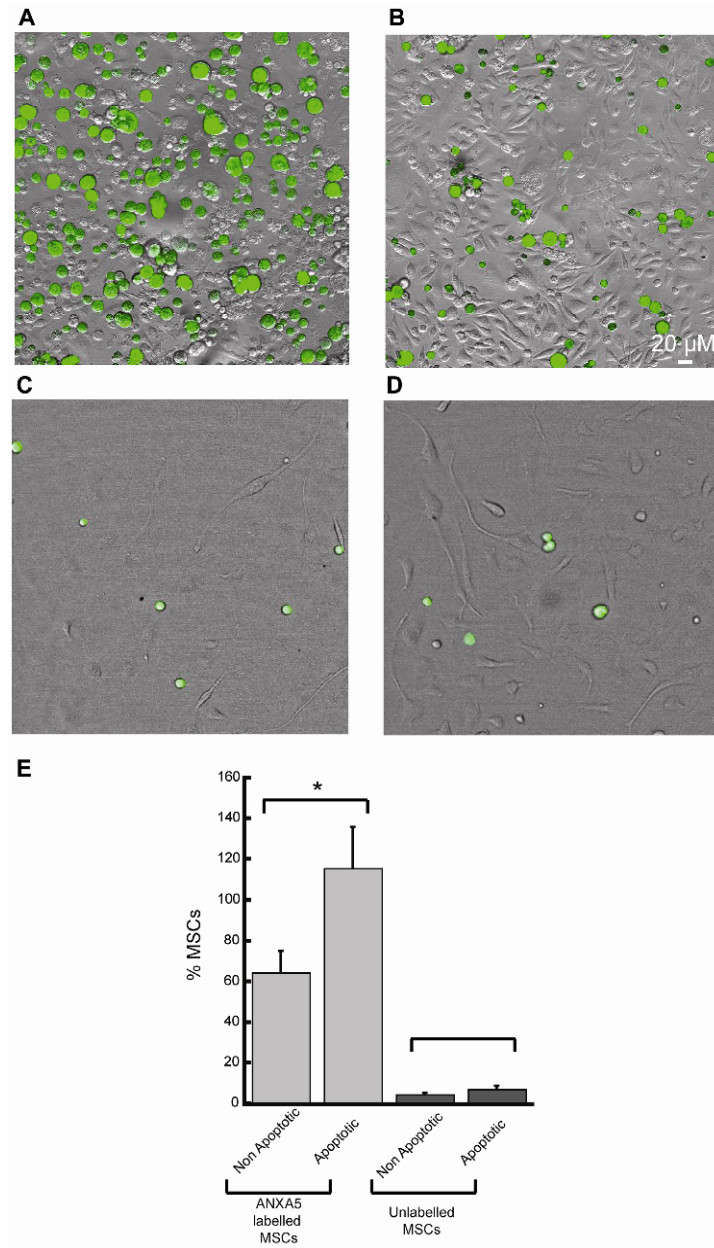 A
B
20 µM
C
D
E
160
140
120
100
80
60
40
20
0
% MSCs
*
Non Apoptotic
Apoptotic
Non Apoptotic
Apoptotic
ANXA5
labelled
MSCs
Unlabelled
MSCs